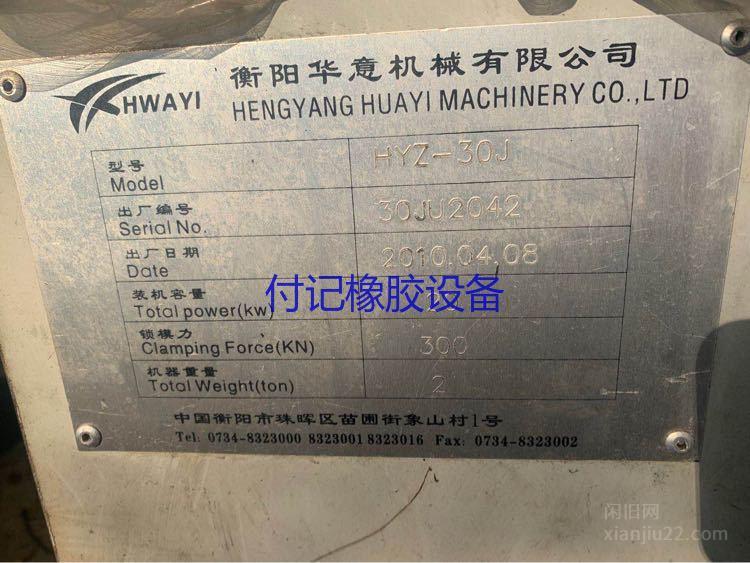 HWAYI
衡阳华意机械有限公司
HENGYANG HUAYI MACHINERY CO.,LTD
型号
Model
HYZ-30J
出厂编号
Serial No.
30JU2042
出厂日期
Date
2010.04.08
装机容量
Total power(kw)
付记橡胶设备
锁模力
Clamping Force(KN)
300
机器重量
Total Weight(ton)
2
中国衡阳市珠晖区苗圃街象山村1号
Tel: 0734-8323000 8323001 8323016 Fax: 0734-8323002
闲旧网
xianjiu22.com